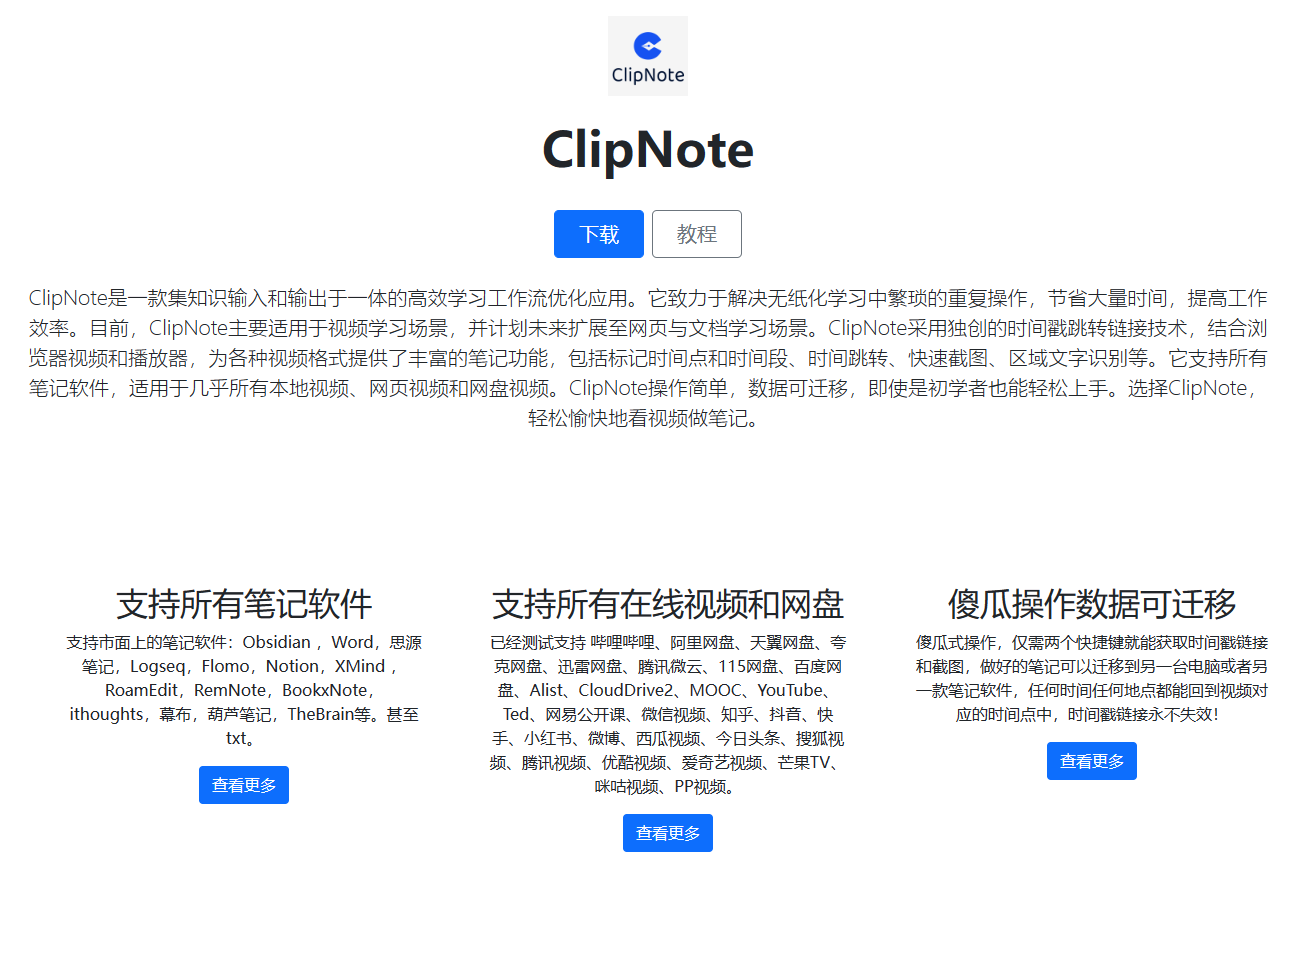 ClipNote
ClipNote
下载
教程
ClipNote是一款集知识输入和输出于一体的高效学习工作流优化应用。它致力于解决无纸化学习中繁琐的重复操作，节省大量时间，提高工作
效率。目前，ClipNote主要适用于视频学习场景，并计划未来扩展至网页与文档学习场景。ClipNote采用独创的时间戳跳转链接技术，结合浏
览器视频和播放器，为各种视频格式提供了丰富的笔记功能，包括标记时间点和时间段、时间跳转、快速截图、区域文字识别等。它支持所有
笔记软件，适用于几乎所有本地视频、网页视频和网盘视频。ClipNote操作简单，数据可迁移，即使是初学者也能轻松上手。选择ClipNote，
轻松愉快地看视频做笔记。
支持所有笔记软件
支持市面上的笔记软件：Obsidian ，Word，思源
笔记，Logseq，Flomo，Notion，XMind ，
RoamEdit，RemNote，BookxNote，
ithoughts，幕布，葫芦笔记，TheBrain等。甚至
txt。
查看更多
支持所有在线视频和网盘
已经测试支持 哔哩哔哩、阿里网盘、天翼网盘、夸
克网盘、迅雷网盘、腾讯微云、115网盘、百度网
盘、Alist、CloudDrive2、MOOC、YouTube、
Ted、网易公开课、微信视频、知乎、抖音、快
手、小红书、微博、西瓜视频、今日头条、搜狐视
频、腾讯视频、优酷视频、爱奇艺视频、芒果TV、
咪咕视频、PP视频。
查看更多
傻瓜操作数据可迁移
傻瓜式操作，仅需两个快捷键就能获取时间戳链接
和截图，做好的笔记可以迁移到另一台电脑或者另
一款笔记软件，任何时间任何地点都能回到视频对
应的时间点中，时间戳链接永不失效！
查看更多